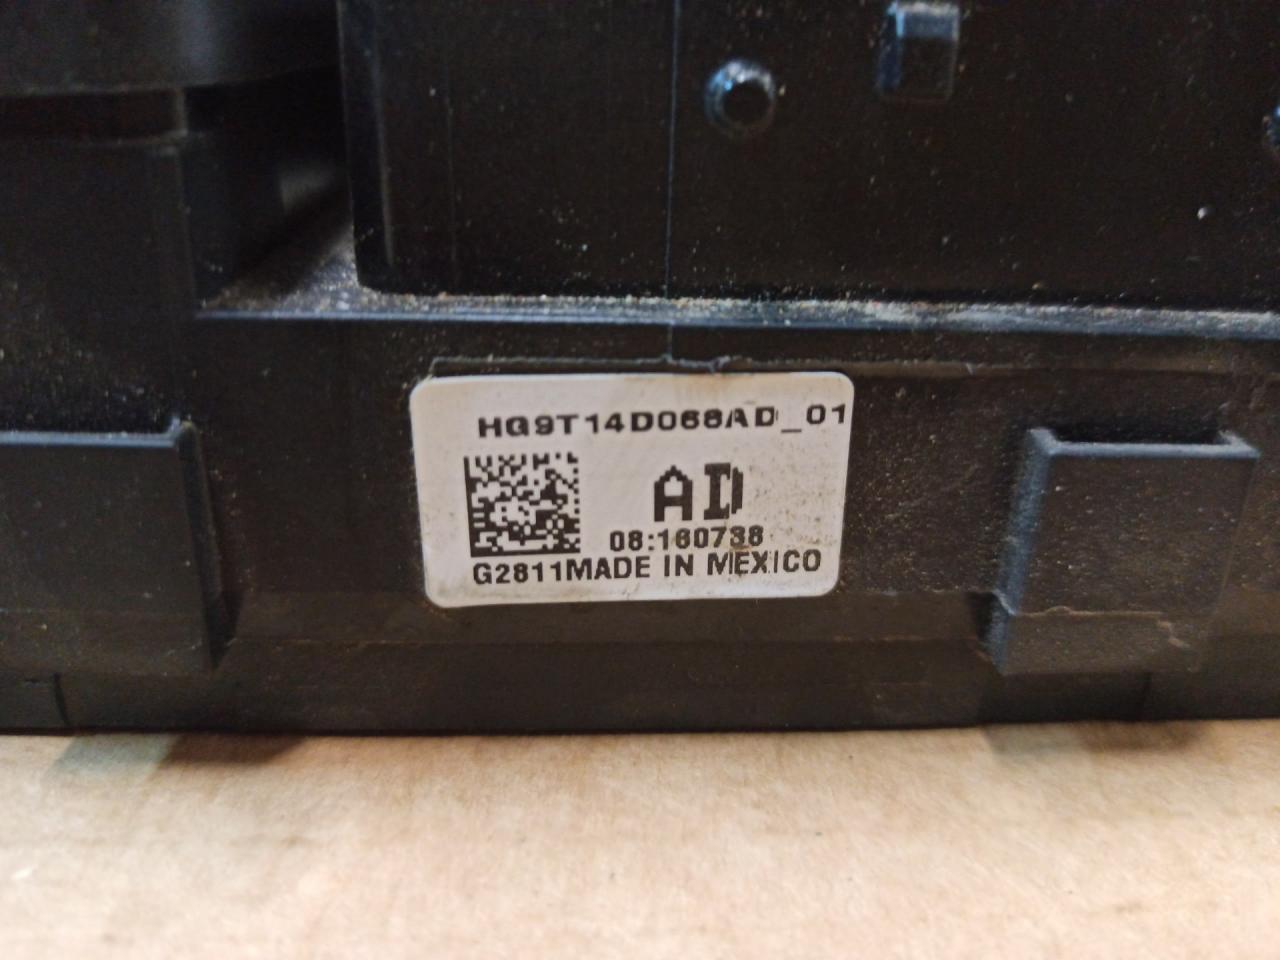 HG9T14D068AD_01
AD
08:160738
G2811MADE IN MEXICO